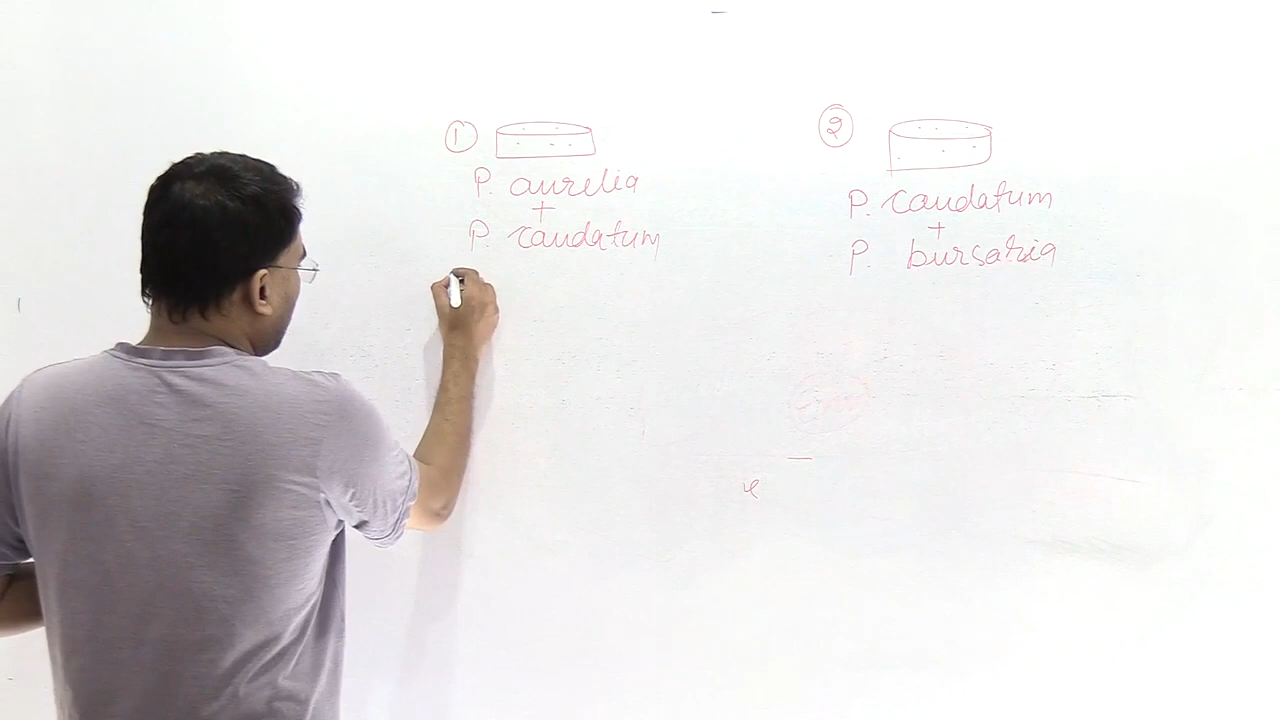 1
P. aurelia
+
P. caudatum
2
P. caudatum
+
P. bursaria